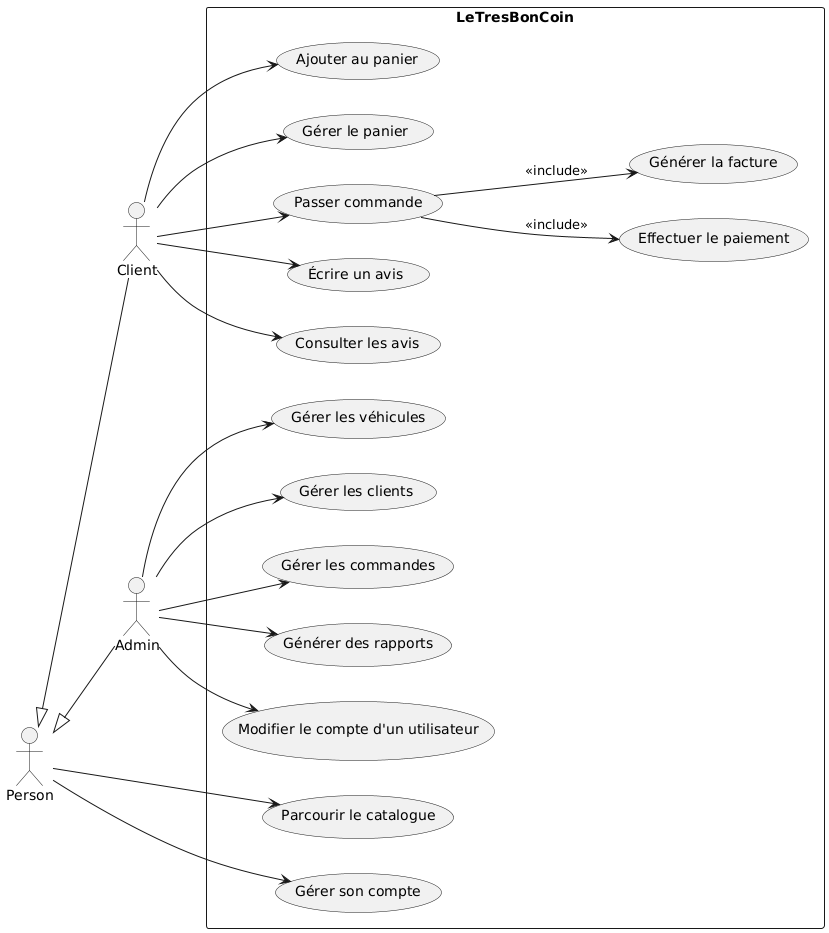 LeTresBonCoin
Ajouter au panier
Gérer le panier
Passer commande
«include»
Générer la facture
«include»
Effectuer le paiement
Client
Écrire un avis
Consulter les avis
Gérer les véhicules
Gérer les clients
Gérer les commandes
Admin
Générer des rapports
Modifier le compte d'un utilisateur
Person
Parcourir le catalogue
Gérer son compte